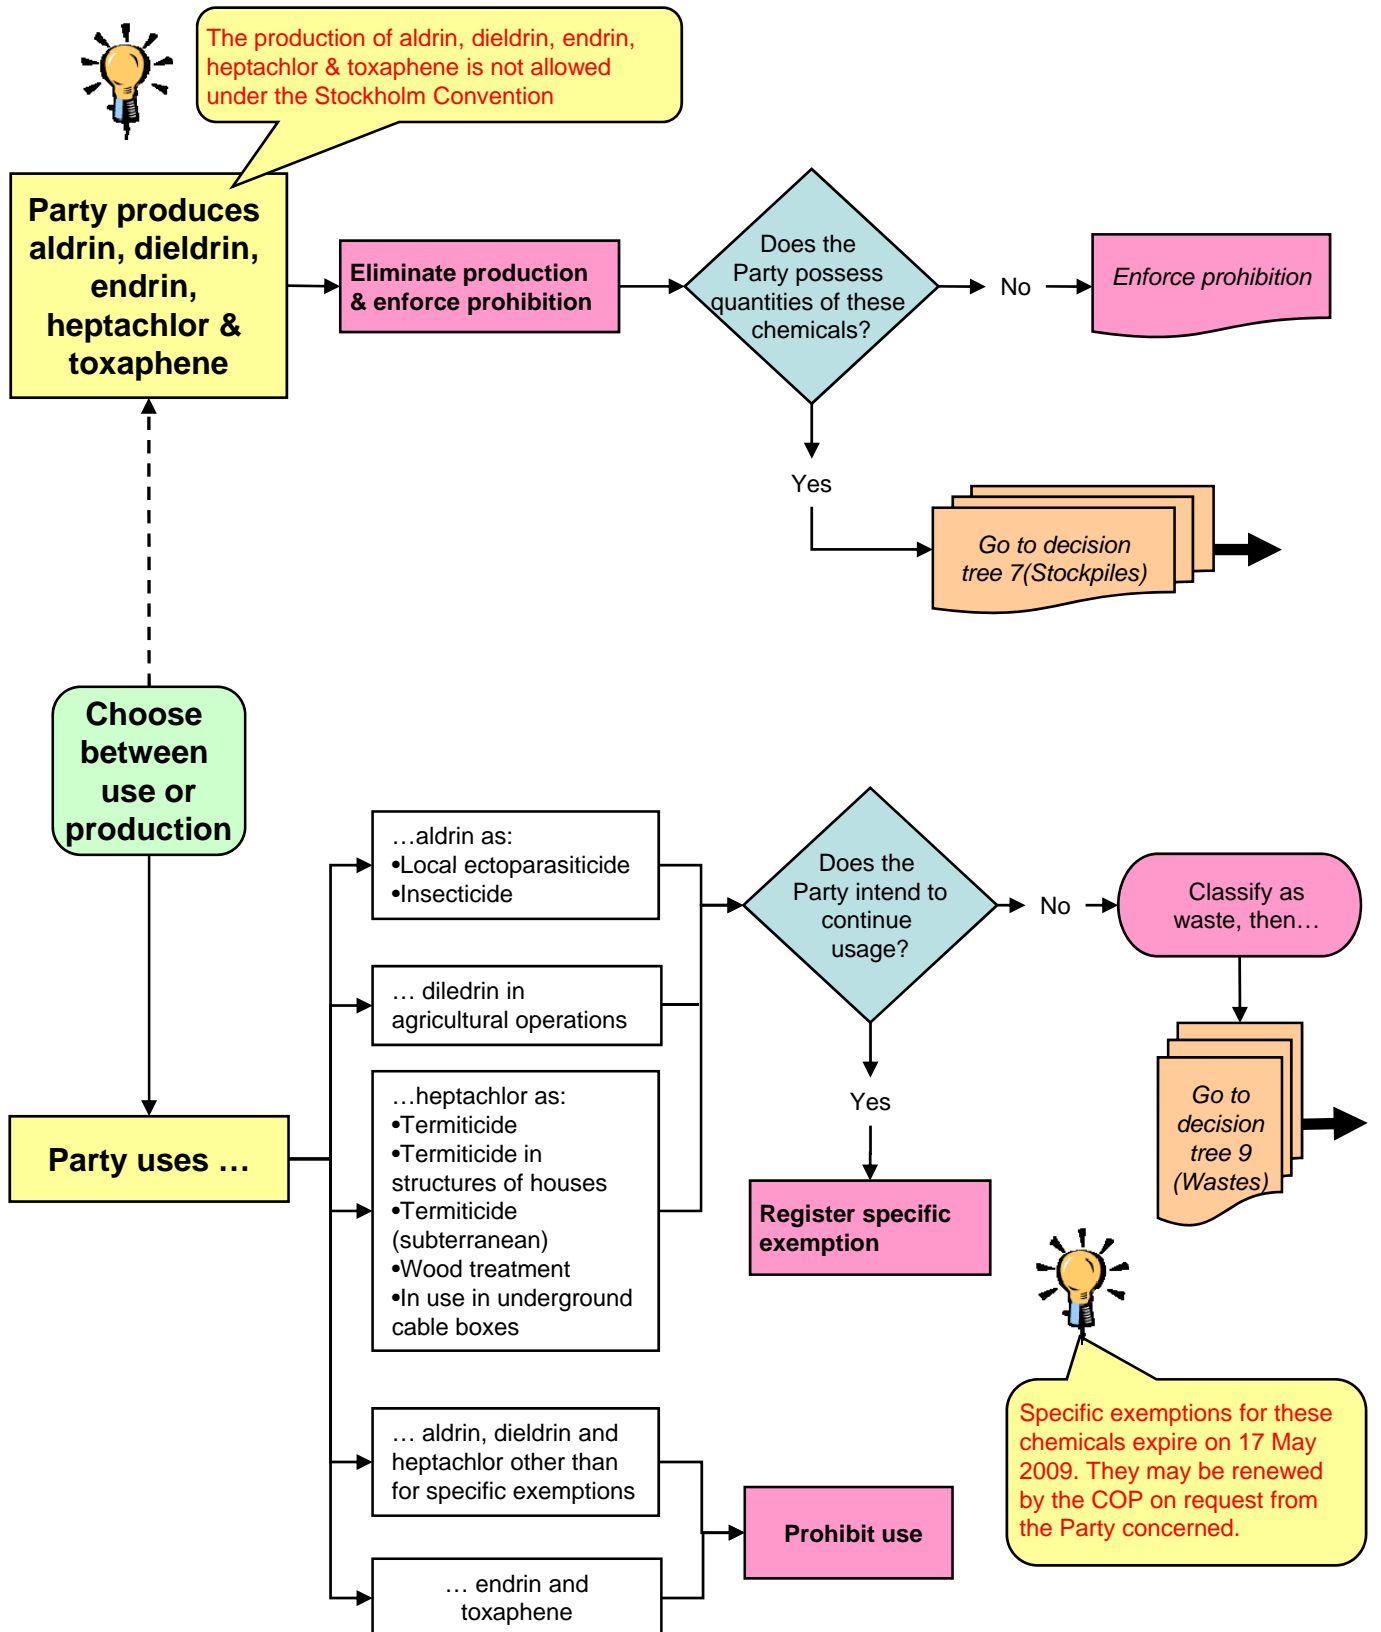 The production of aldrin, dieldrin, endrin,
heptachlor & toxaphene is not allowed
under the Stockholm Convention
Party produces
aldrin, dieldrin,
endrin,
heptachlor &
toxaphene
Eliminate production
& enforce prohibition
Does the
Party possess
quantities of these
chemicals?
No
Enforce prohibition
Yes
Go to decision
tree 7(Stockpiles)
Choose
between
use or
production
Party uses …
…aldrin as:
•Local ectoparasiticide
•Insecticide
… diledrin in
agricultural operations
…heptachlor as:
•Termiticide
•Termiticide in
structures of houses
•Termiticide
(subterranean)
•Wood treatment
•In use in underground
cable boxes
… aldrin, dieldrin and
heptachlor other than
for specific exemptions
… endrin and
toxaphene
Does the
Party intend to
continue
usage?
No
Classify as
waste, then…
Go to
decision
tree 9
(Wastes)
Yes
Register specific
exemption
Prohibit use
Specific exemptions for these
chemicals expire on 17 May
2009. They may be renewed
by the COP on request from
the Party concerned.